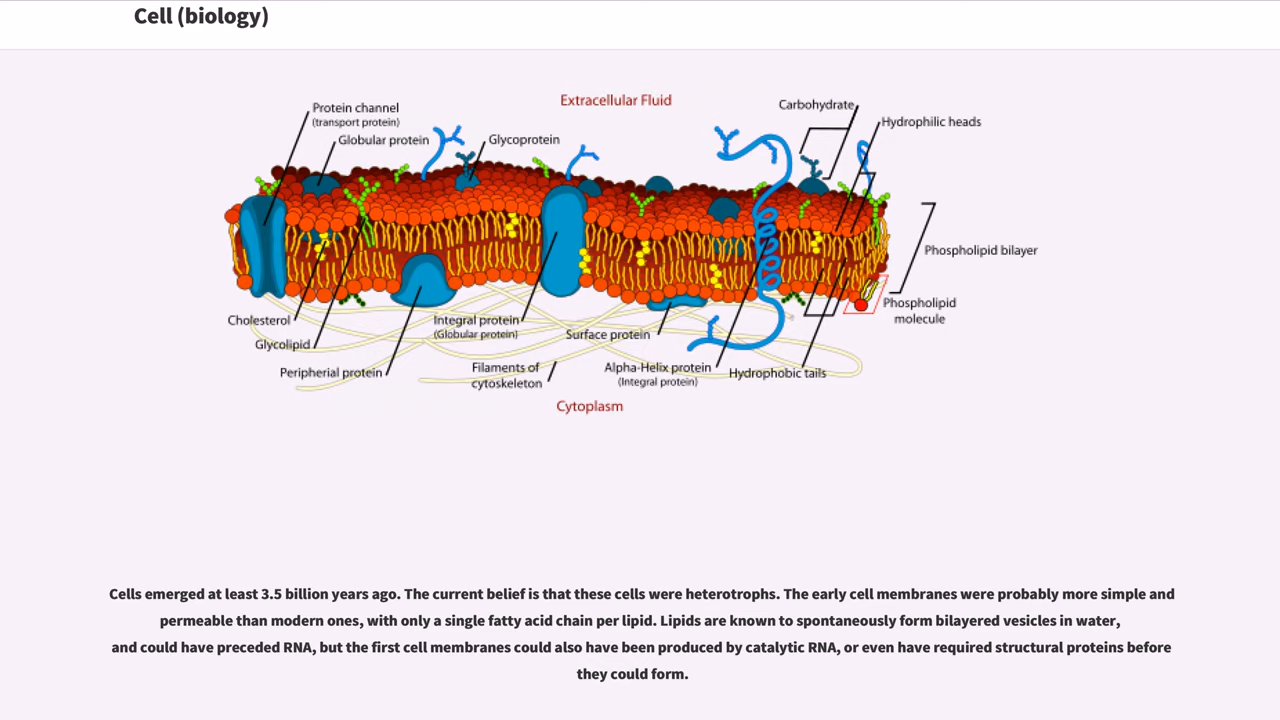 Cell (biology)
Extracellular Fluid
Protein channel
(transport protein)
Globular protein
Glycoprotein
Carbohydrate
Hydrophilic heads
Phospholipid bilayer
Phospholipid
molecule
Cholesterol
Glycolipid
Peripherial protein
Integral protein
(Globular protein)
Filaments of
cytoskeleton
Surface protein
Alpha-Helix protein
(Integral protein)
Hydrophobic tails
Cytoplasm
Cells emerged at least 3.5 billion years ago. The current belief is that these cells were heterotrophs. The early cell membranes were probably more simple and
permeable than modern ones, with only a single fatty acid chain per lipid. Lipids are known to spontaneously form bilayered vesicles in water,
and could have preceded RNA, but the first cell membranes could also have been produced by catalytic RNA, or even have required structural proteins before
they could form.